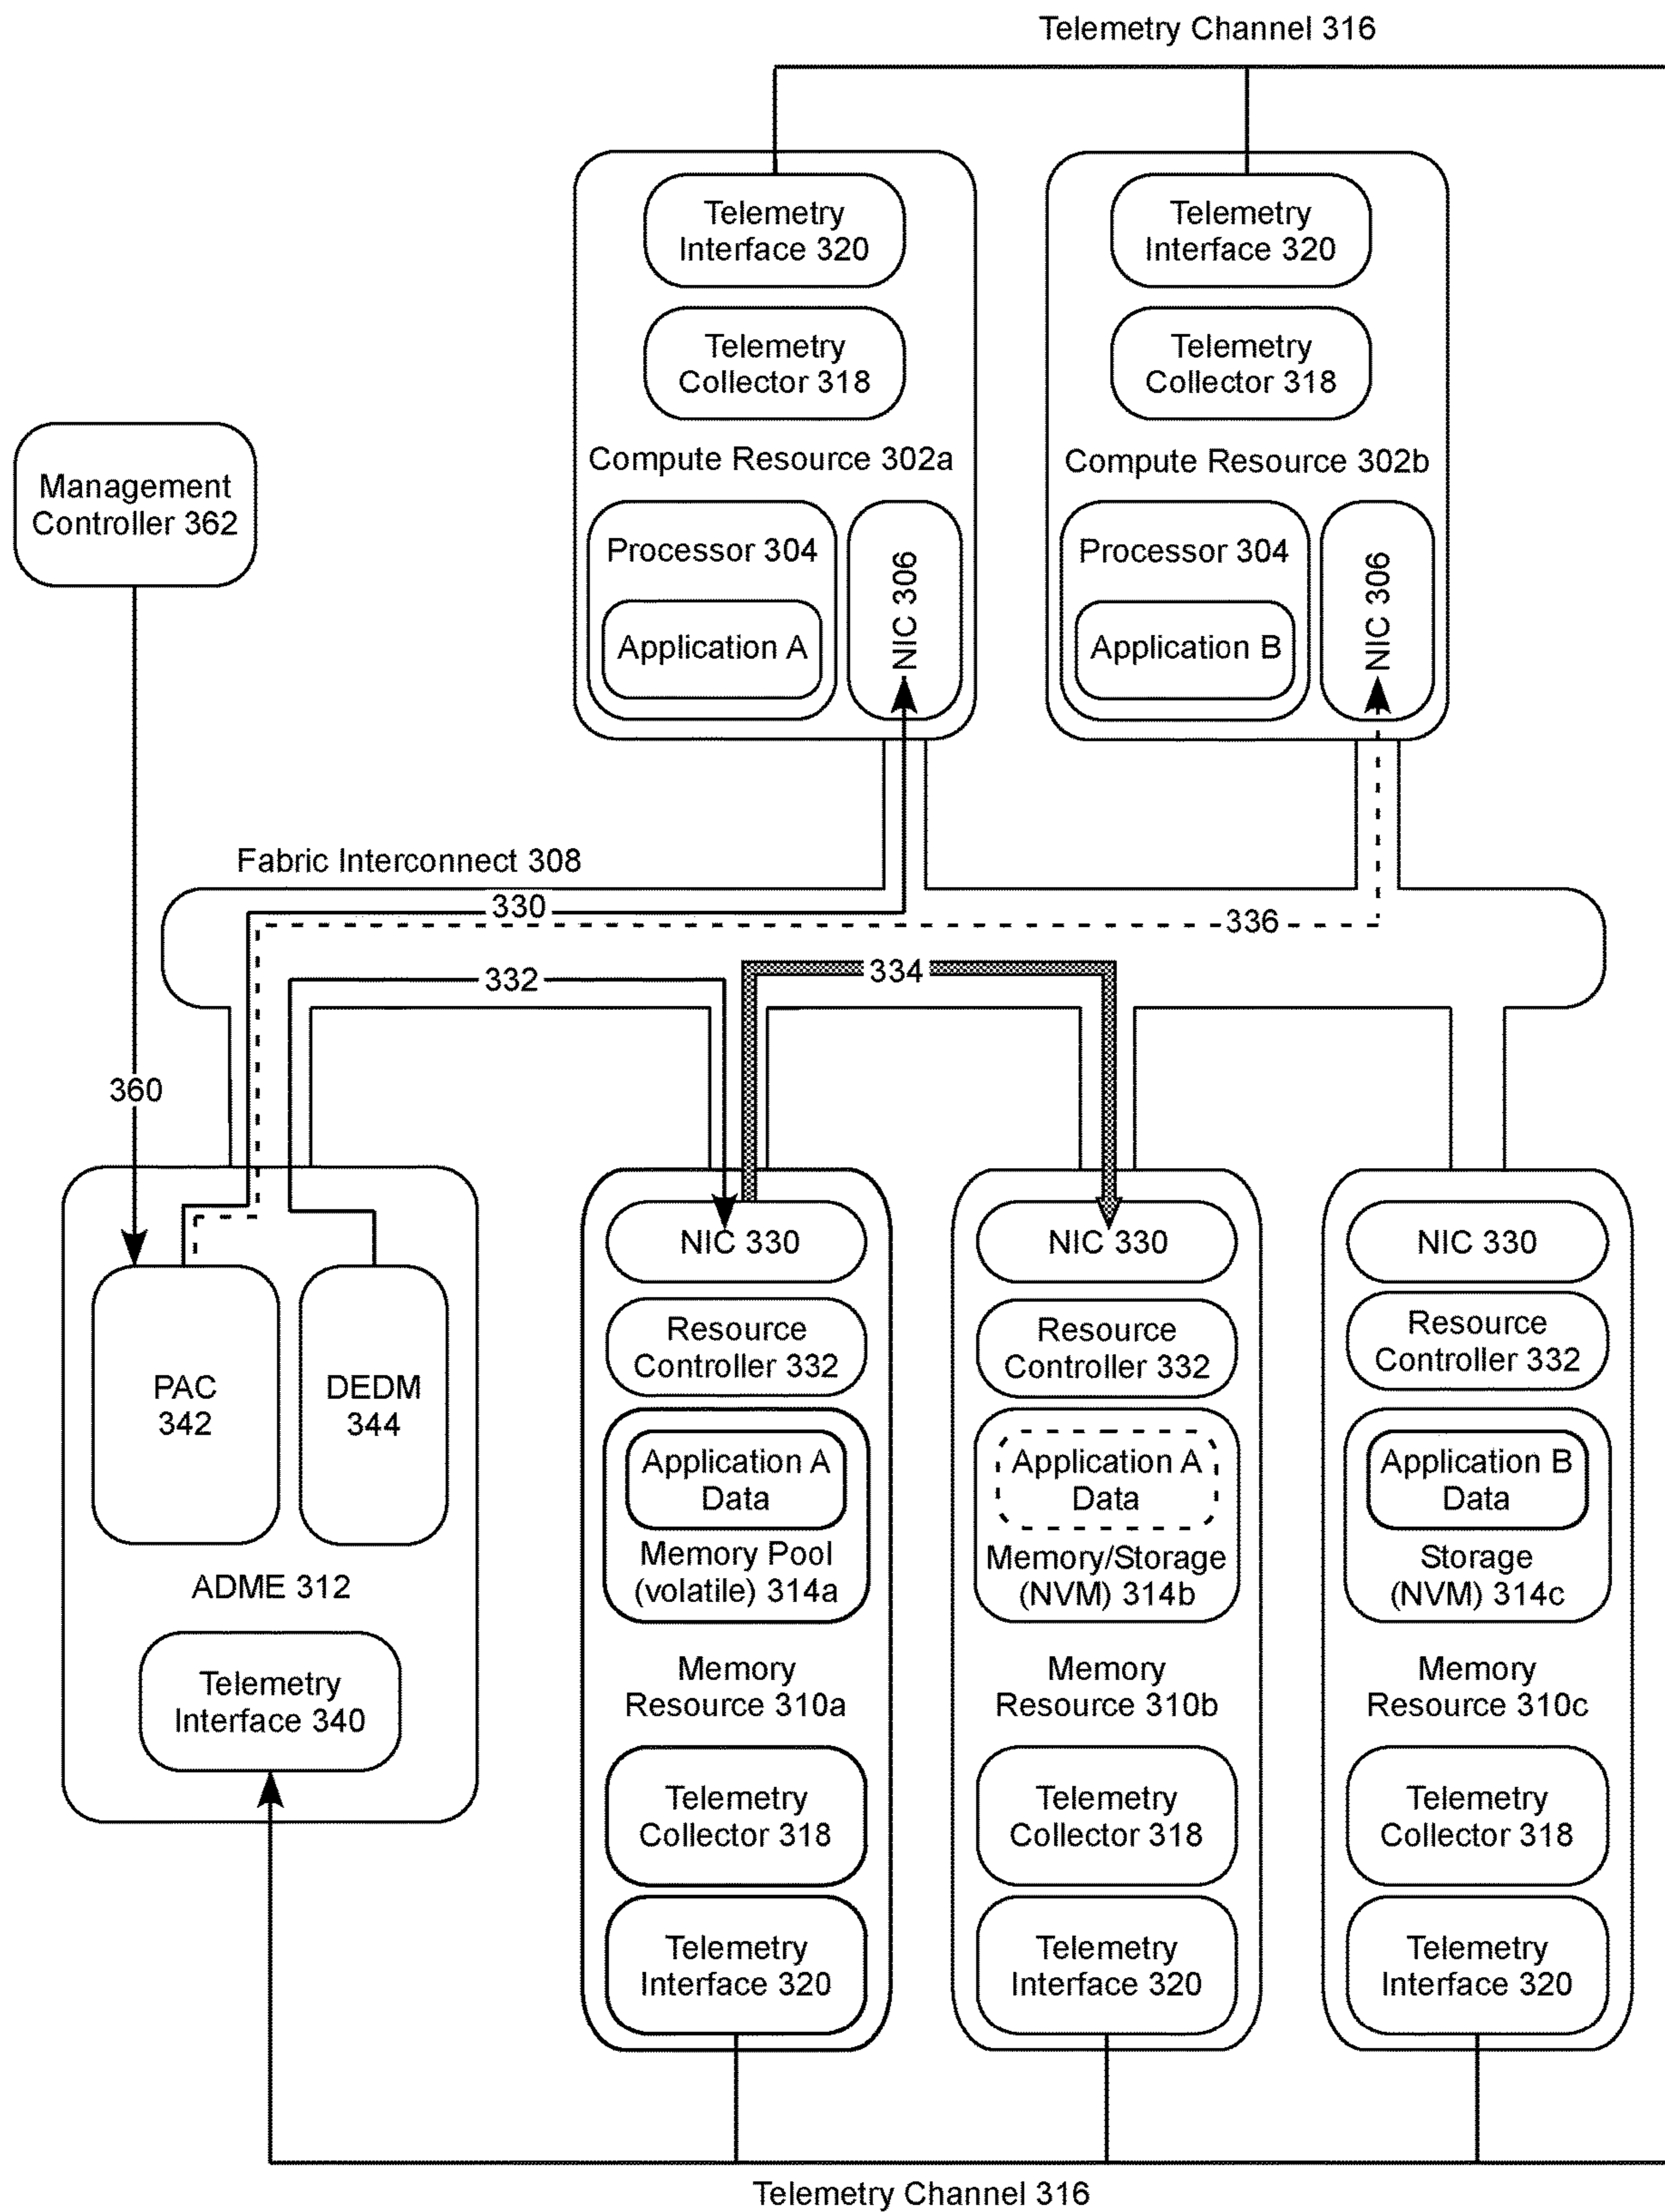 Telemetry Channel 316
Telemetry
Interface 320
Telemetry
Collector 318
Compute Resource 302a
Processor 304
Application A
NIC 306
Telemetry
Interface 320
Telemetry
Collector 318
Compute Resource 302b
Processor 304
Application B
NIC 306
Management
Controller 362
Fabric Interconnect 308
330
336
332
334
360
PAC
342
DEDM
344
ADME 312
Telemetry
Interface 340
NIC 330
Resource
Controller 332
Application A
Data
Memory Pool
(volatile) 314a
Memory
Resource 310a
Telemetry
Collector 318
Telemetry
Interface 320
NIC 330
Resource
Controller 332
Application A
Data
Memory/Storage
(NVM) 314b
Memory
Resource 310b
Telemetry
Collector 318
Telemetry
Interface 320
NIC 330
Resource
Controller 332
Application B
Data
Storage
(NVM) 314c
Memory
Resource 310c
Telemetry
Collector 318
Telemetry
Interface 320
Telemetry Channel 316